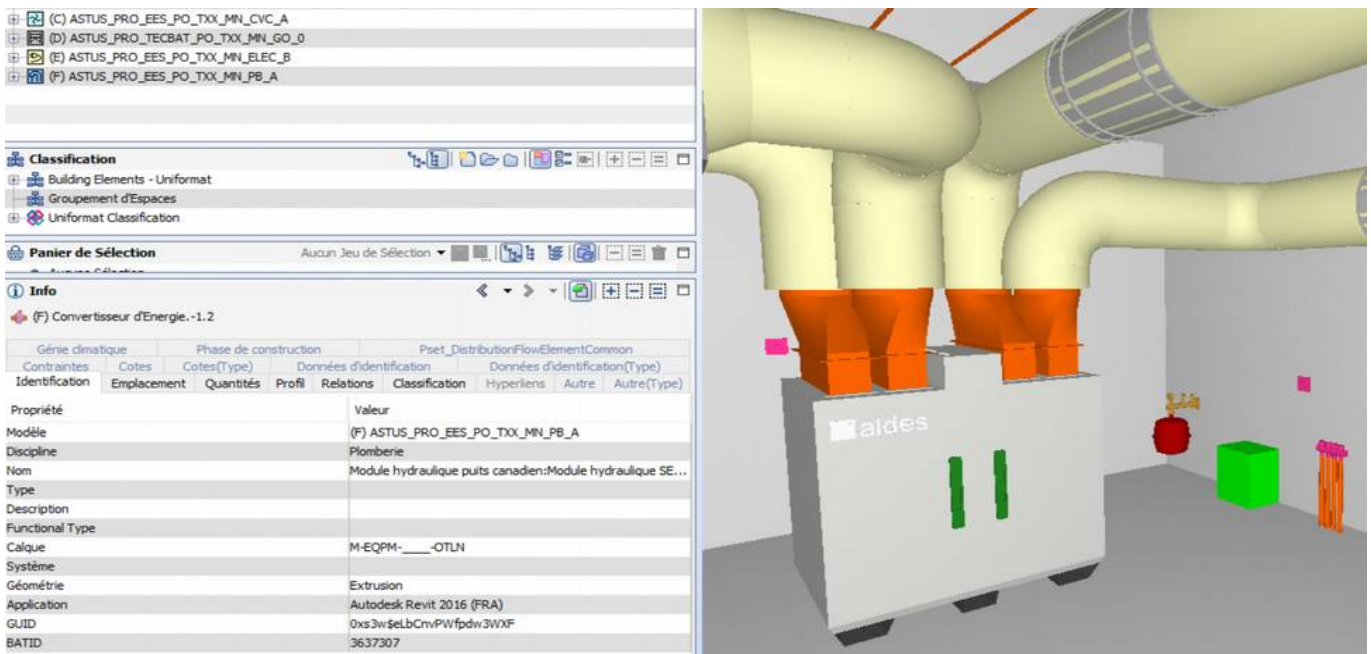 (C) ASTUS_PRO_EES_PO_TXX_MN_CVC_A
(D) ASTUS_PRO_TECBAT_PO_TXX_MN_GO_0
(E) ASTUS_PRO_EES_PO_TXX_MN_ELEC_B
(F) ASTUS_PRO_EES_PO_TXX_MN_PB_A
Classification
Building Elements - Uniformat
Groupement d'Espaces
Uniformat Classification
Panier de Sélection Aucun Jeu de Sélection
Info
(F) Convertisseur d'Energie.-1.2
Génie climatique Phase de construction Pset_DistributionFlowElementCommon
Contraintes Cotes Cotes(Type) Données d'identification Données d'identification(Type)
Identification Emplacement Quantités Profil Relations Classification Hyperliens Autre Autre(Type)
Propriété Valeur
Modèle (F) ASTUS_PRO_EES_PO_TXX_MN_PB_A
Discipline Plomberie
Nom Module hydraulique puits canadien:Module hydraulique SE...
Type
Description
Functional Type
Calque M-EQPM-____-OTLN
Système
Géométrie Extrusion
Application Autodesk Revit 2016 (FRA)
GUID 0xs3w$eLbCnvPWfpdw3WXF
BATID 3637307
aldes